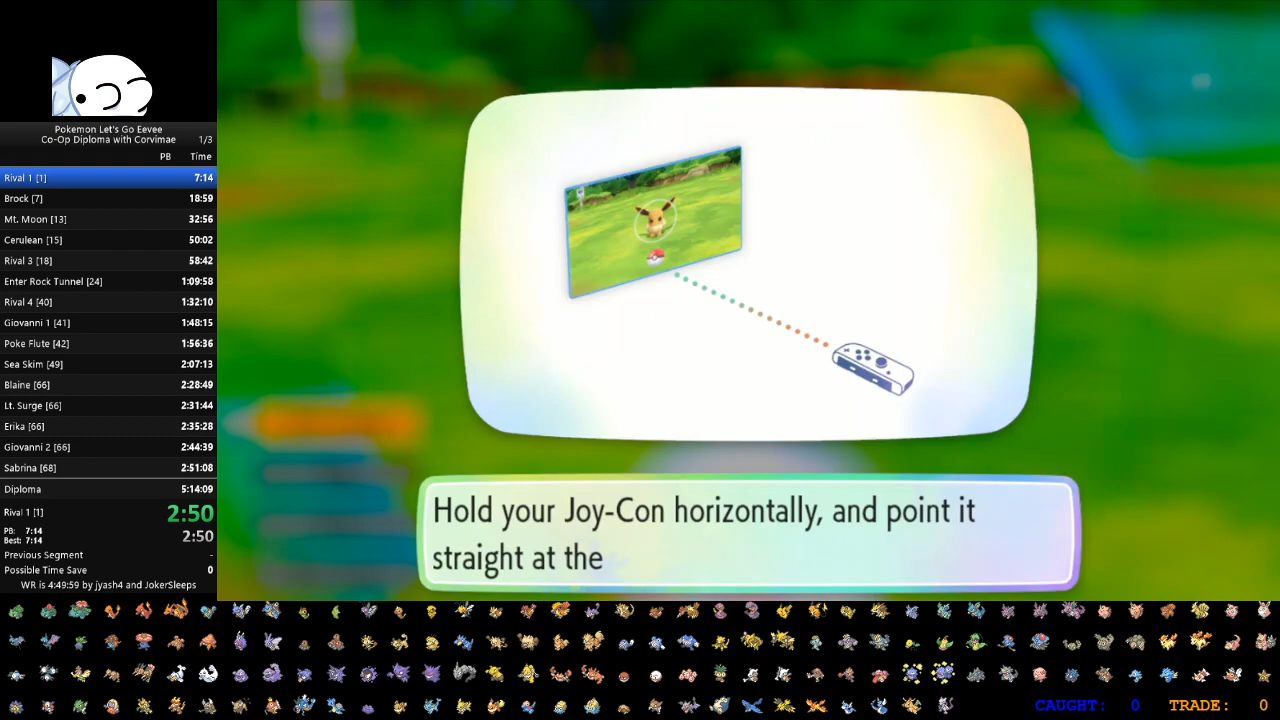 Pokemon Let's Go Eevee
Co-Op Diploma with Corvimae 1/3
PB Time
Rival 1 [1] 7:14
Brock [7] 18:59
Mt. Moon [13] 32:56
Cerulean [15] 50:02
Rival 3 [18] 58:42
Enter Rock Tunnel [24] 1:09:58
Rival 4 [40] 1:32:10
Giovanni 1 [41] 1:48:15
Poke Flute [42] 1:56:36
Sea Skim [49] 2:07:13
Blaine [66] 2:28:49
Lt. Surge [66] 2:31:44
Erika [66] 2:35:28
Giovanni 2 [66] 2:44:39
Sabrina [68] 2:51:08
Diploma 5:14:09
Rival 1 [1] 2:50
PB: 7:14
Best: 7:14 2:50
Previous Segment -
Possible Time Save 0
WR is 4:49:59 by jyash4 and JokerSleeps
Hold your Joy-Con horizontally, and point it
straight at the
CAUGHT: 0 TRADE: 0